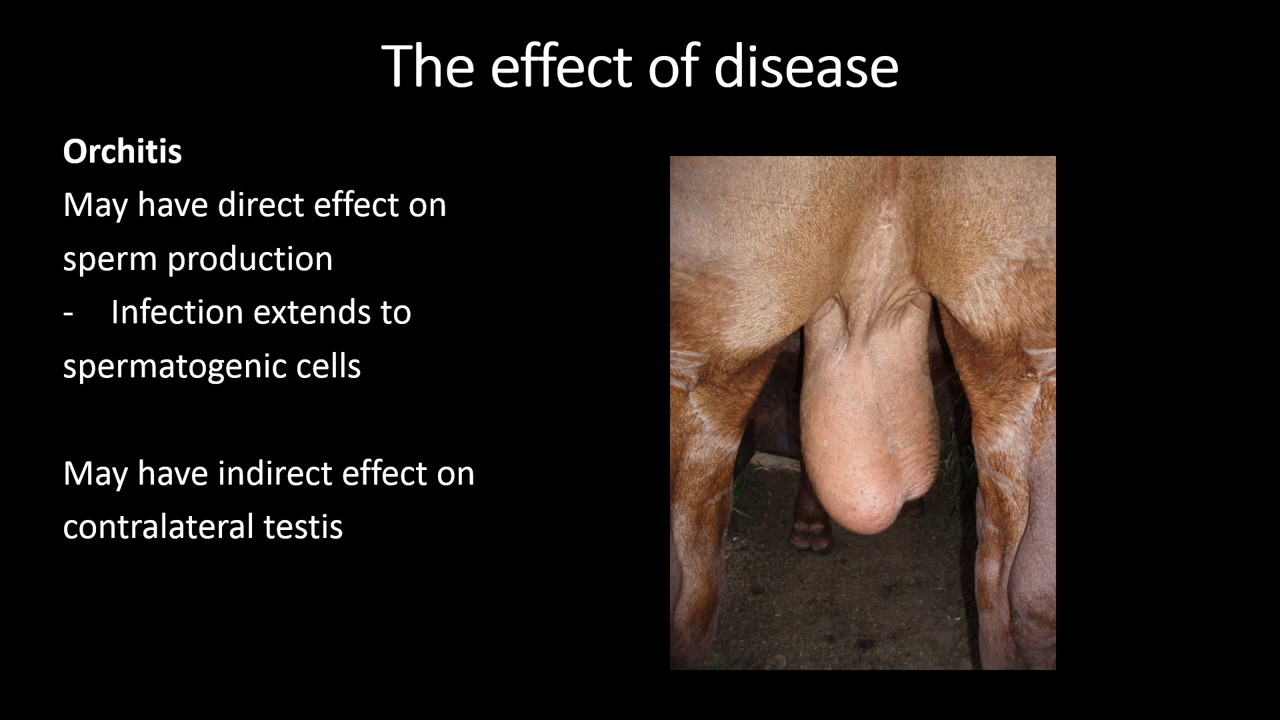 The effect of disease
Orchitis
May have direct effect on
sperm production
- Infection extends to
spermatogenic cells
May have indirect effect on
contralateral testis